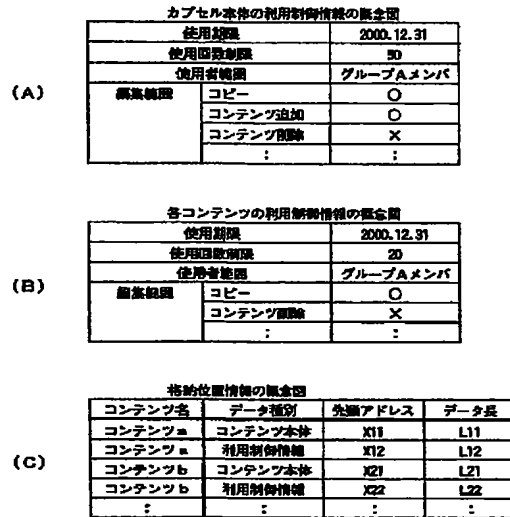 カプセル本体の利用制御情報の概念図
使用期限 2000.12.31
使用回数制限 50
使用者範囲 グループAメンバ
(A)
編集範囲 コピー ○
コンテンツ追加 ○
コンテンツ削除 ×
: :
各コンテンツの利用制御情報の概念図
使用期限 2000.12.31
使用回数制限 20
使用者範囲 グループAメンバ
(B)
編集範囲 コピー ○
コンテンツ削除 ×
: :
格納位置情報の概念図
コンテンツ名 データ種別 先頭アドレス データ長
コンテンツa コンテンツ本体 X11 L11
コンテンツa 利用制御情報 X12 L12
(C)
コンテンツb コンテンツ本体 X21 L21
コンテンツb 利用制御情報 X22 L22
: : : :